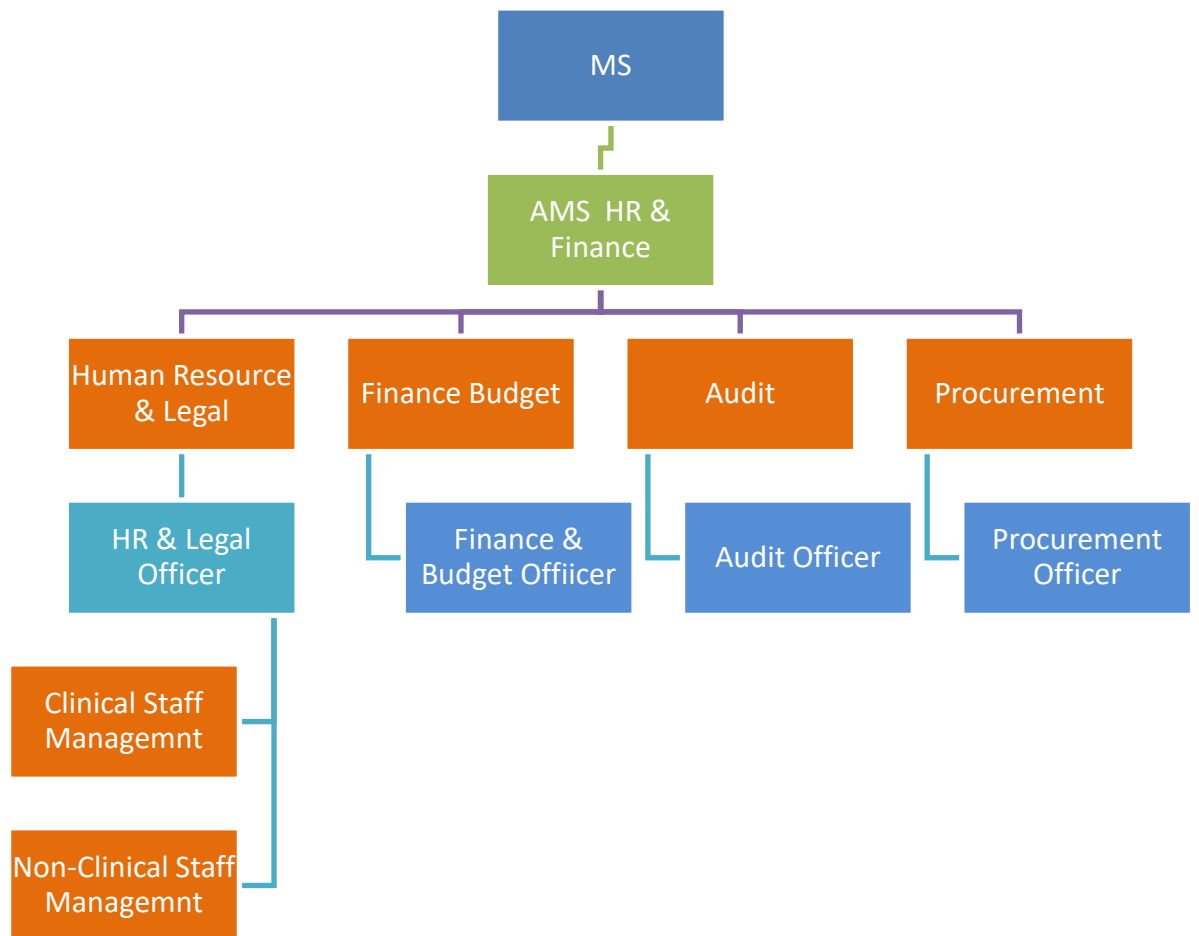 MS
AMS  HR &
Finance
Human Resource
& Legal
Finance Budget
Audit
Procurement
HR & Legal
Officer
Finance &
Budget Offiicer
Audit Officer
Procurement
Officer
Clinical Staff
Managemnt
Non-Clinical Staff
Managemnt